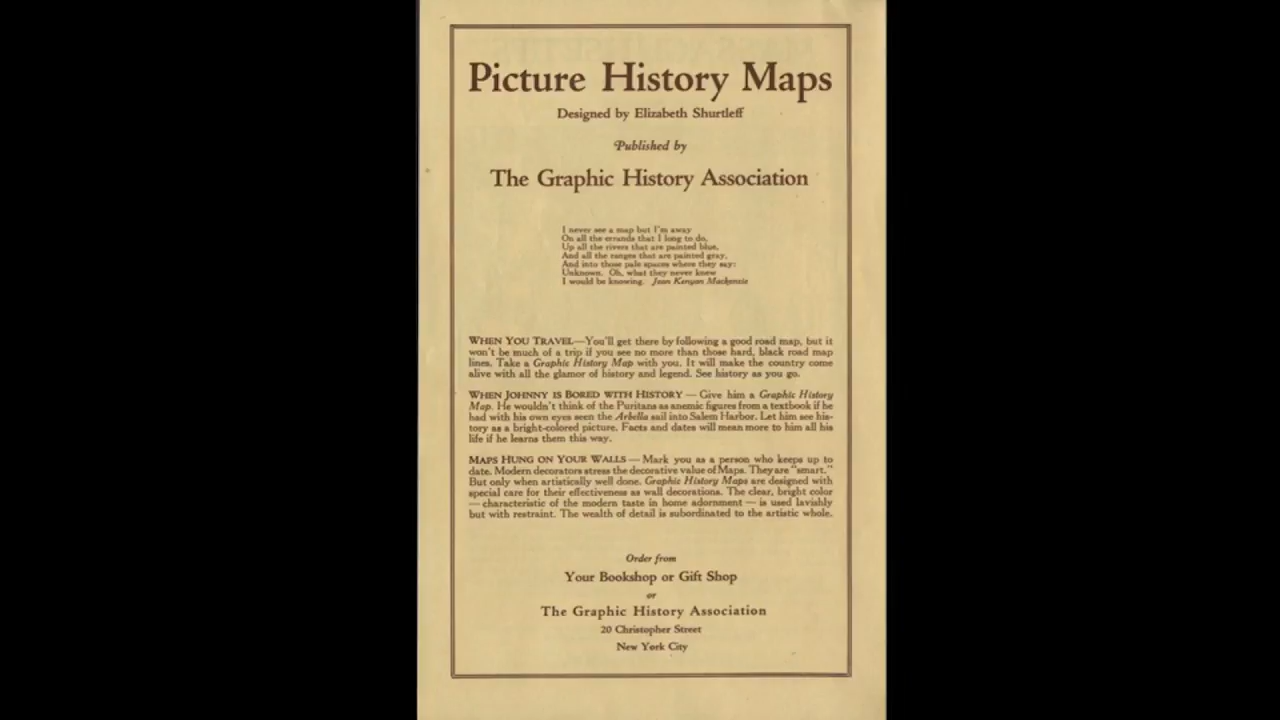 Picture History Maps
Designed by Elizabeth Shurtleff
Published by
The Graphic History Association
I never see a map but I'm away
On all the errands that I long to do,
Up all the rivers that are painted blue,
And all the ranges that are painted gray,
And into those pale spaces where they say:
Unknown. Oh, what they never knew
I would be knowing. Jean Kenyon Mackenzie
WHEN YOU TRAVEL—You'll get there by following a good road map, but it
won't be much of a trip if you see no more than those hard, black road map
lines. Take a Graphic History Map with you. It will make the country come
alive with all the glamor of history and legend. See history as you go.
WHEN JOHNNY IS BORED WITH HISTORY — Give him a Graphic History
Map. He wouldn't think of the Puritans as anemic figures from a textbook if he
had with his own eyes seen the Arbella sail into Salem Harbor. Let him see his-
tory as a bright-colored picture. Facts and dates will mean more to him all his
life if he learns them this way.
MAPS HUNG ON YOUR WALLS — Mark you as a person who keeps up to
date. Modern decorators stress the decorative value of Maps. They are "smart."
But only when artistically well done. Graphic History Maps are designed with
special care for their effectiveness as wall decorations. The clear, bright color
— characteristic of the modern taste in home adornment — is used lavishly
but with restraint. The wealth of detail is subordinated to the artistic whole.
Order from
Your Bookshop or Gift Shop
or
The Graphic History Association
20 Christopher Street
New York City